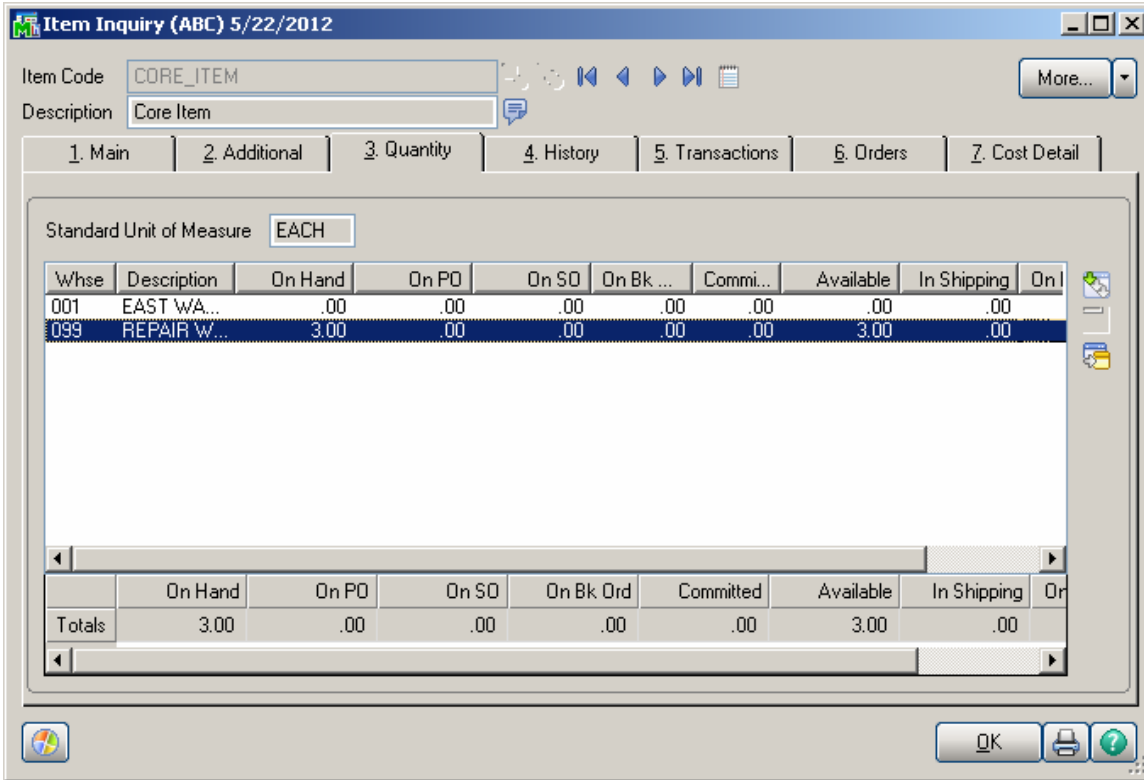 Item Inquiry (ABC) 5/22/2012
Item Code CORE_ITEM More...
Description Core Item
1. Main 2. Additional 3. Quantity 4. History 5. Transactions 6. Orders 7. Cost Detail
Standard Unit of Measure EACH
Whse Description On Hand On PO On SO On Bk ... Commi... Available In Shipping On
001 EAST WA... .00 .00 .00 .00 .00 .00 .00
099 REPAIR W... 3.00 .00 .00 .00 .00 3.00 .00
On Hand On PO On SO On Bk Ord Committed Available In Shipping Or
Totals 3.00 .00 .00 .00 .00 3.00 .00
OK